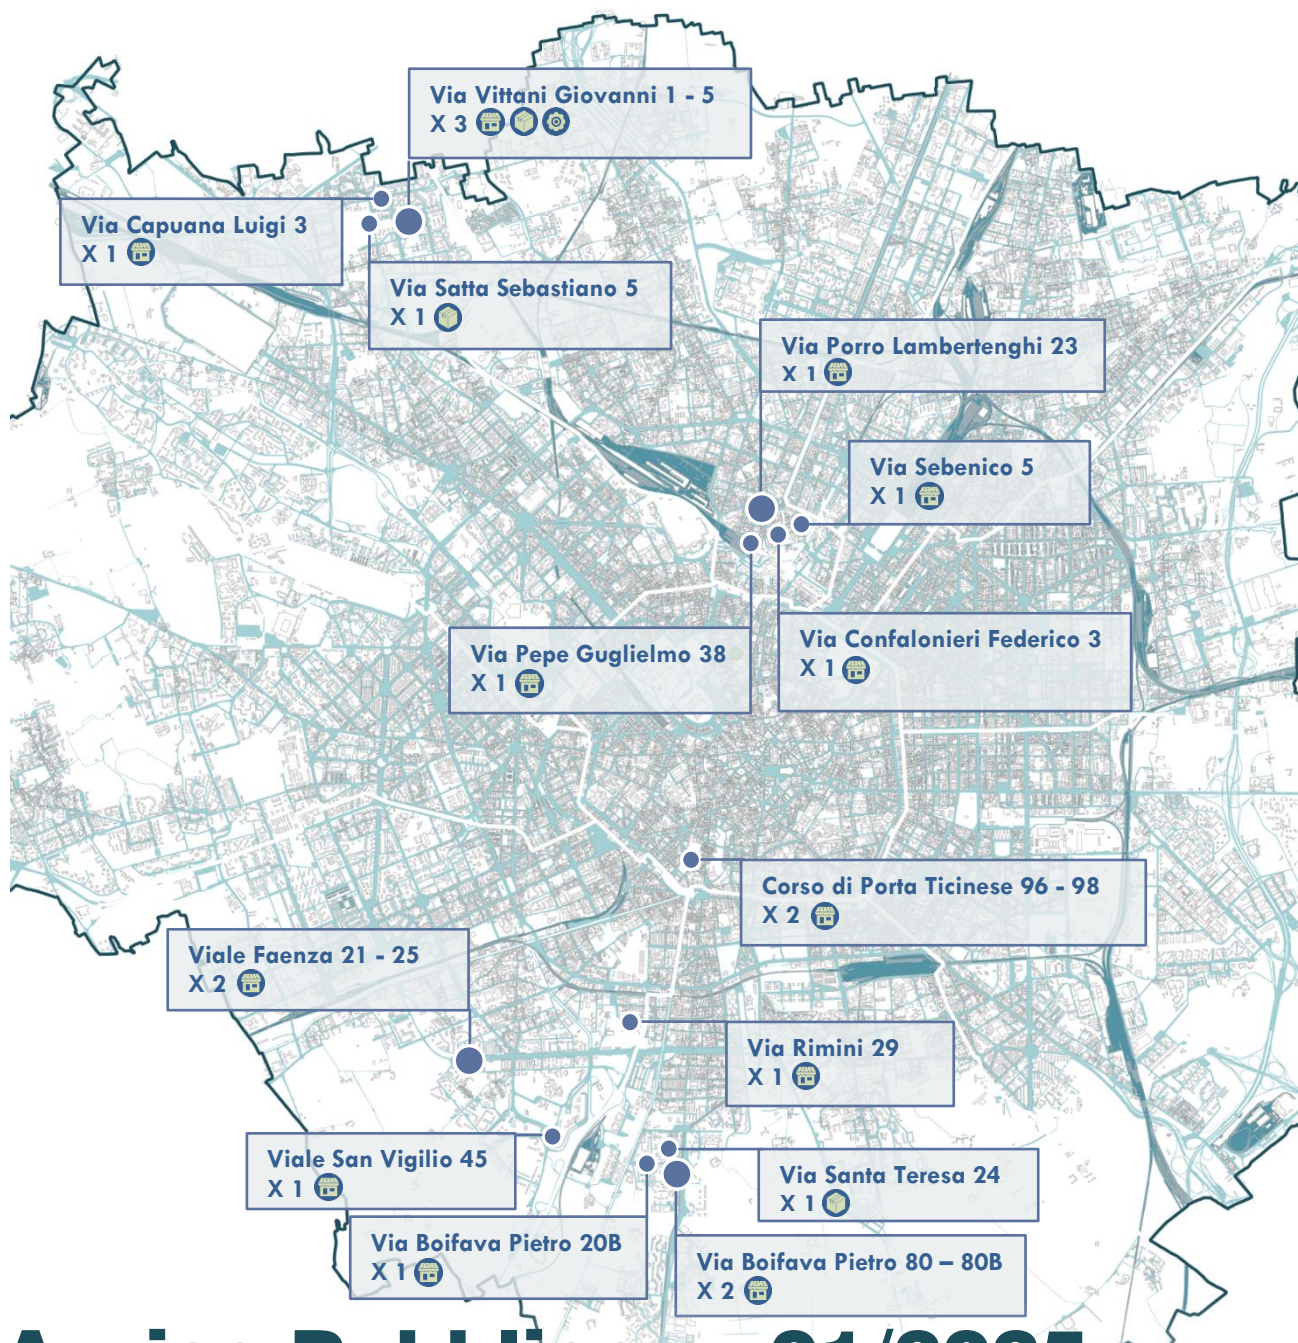 Via Vittani Giovanni 1 - 5
X 3
Via Capuana Luigi 3
X 1
Via Satta Sebastiano 5
X 1
Via Porro Lambertenghi 23
X 1
Via Sebenico 5
X 1
Via Pepe Guglielmo 38
X 1
Via Confalonieri Federico 3
X 1
Corso di Porta Ticinese 96 - 98
X 2
Viale Faenza 21 - 25
X 2
Via Rimini 29
X 1
Viale San Vigilio 45
X 1
Via Santa Teresa 24
X 1
Via Boifava Pietro 20B
X 1
Via Boifava Pietro 80 – 80B
X 2